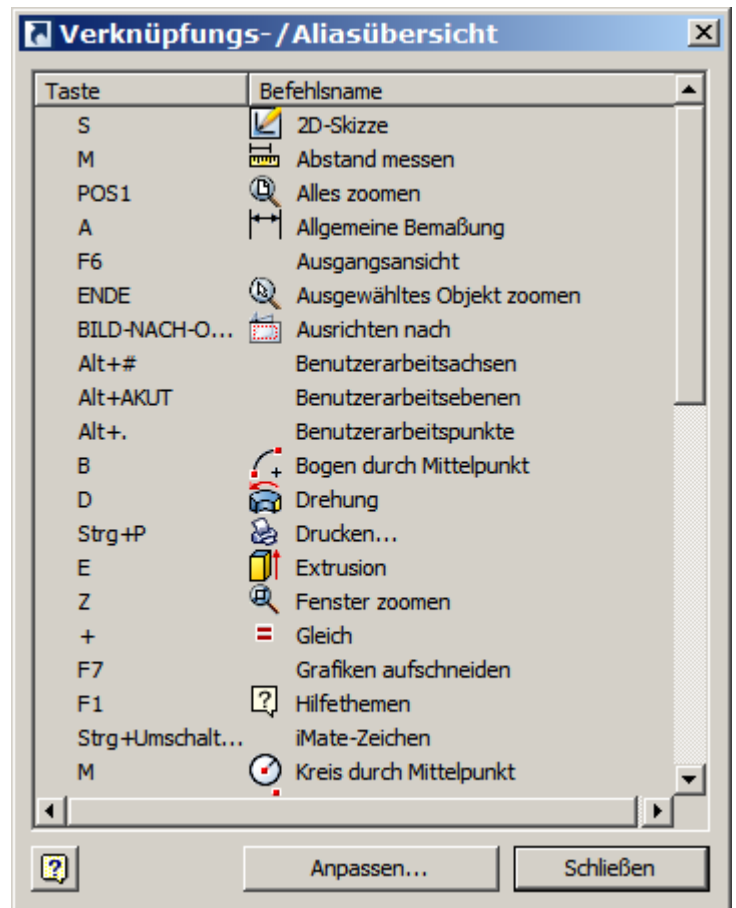 Verknüpfungs-/Aliasübersicht
Taste Befehlsname
S 2D-Skizze
M Abstand messen
POS1 Alles zoomen
A Allgemeine Bemaßung
F6 Ausgangsansicht
ENDE Ausgewähltes Objekt zoomen
BILD-NACH-O... Ausrichten nach
Alt+# Benutzerarbeitsachsen
Alt+AKUT Benutzerarbeitsebenen
Alt+. Benutzerarbeitspunkte
B Bogen durch Mittelpunkt
D Drehung
Strg+P Drucken...
E Extrusion
Z Fenster zoomen
+ Gleich
F7 Grafiken aufschneiden
F1 Hilfethemen
Strg+Umschalt... iMate-Zeichen
M Kreis durch Mittelpunkt
Anpassen... Schließen